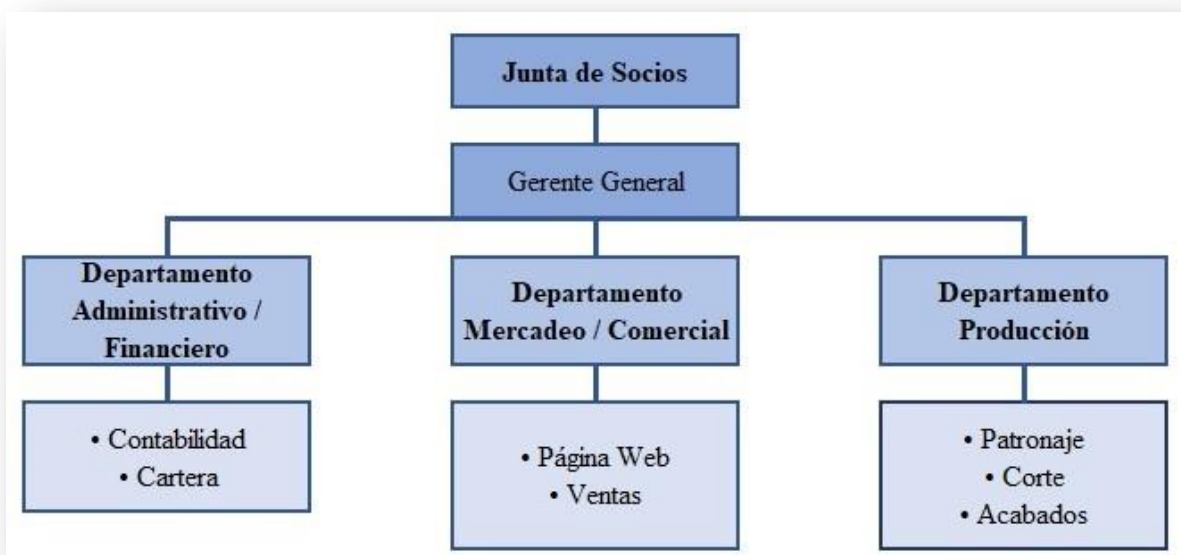 Junta de Socios
Gerente General
Departamento
Administrativo /
Financiero
Departamento
Mercadeo / Comercial
Departamento
Producción
• Contabilidad
• Cartera
• Página Web
• Ventas
• Patronaje
• Corte
• Acabados